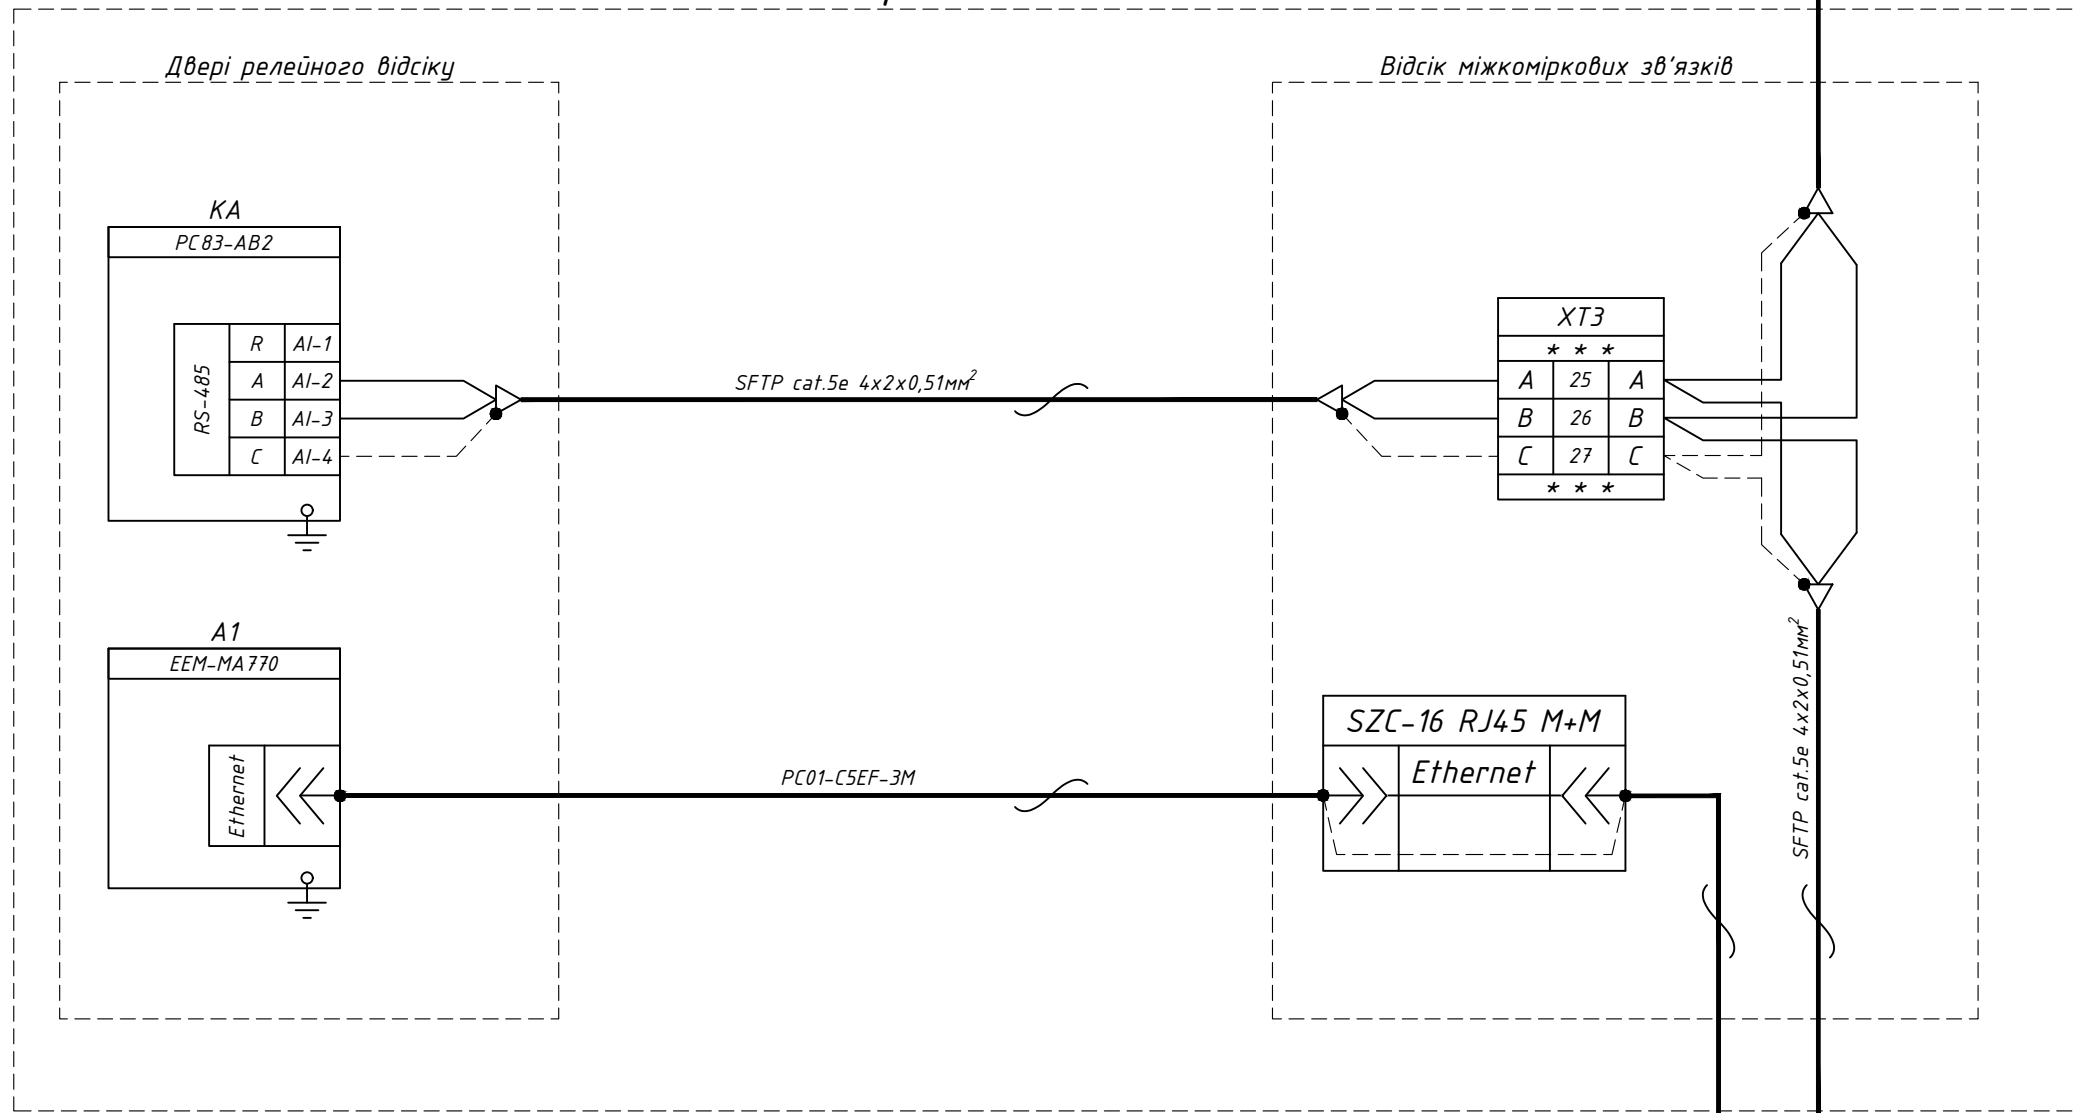 Двері релейного відсіку
Відсік міжкоміркових зв'язків
KA
PC83-AB2
RS-485
R AI-1
A AI-2
B AI-3
C AI-4
SFTP cat.5e 4x2x0,51мм²
XT3
* * *
A 25 A
B 26 B
C 27 C
* * *
A1
EEM-MA770
Ethernet
PC01-C5EF-3M
SZC-16 RJ45 M+M
Ethernet
SFTP cat.5e 4x2x0,51мм²